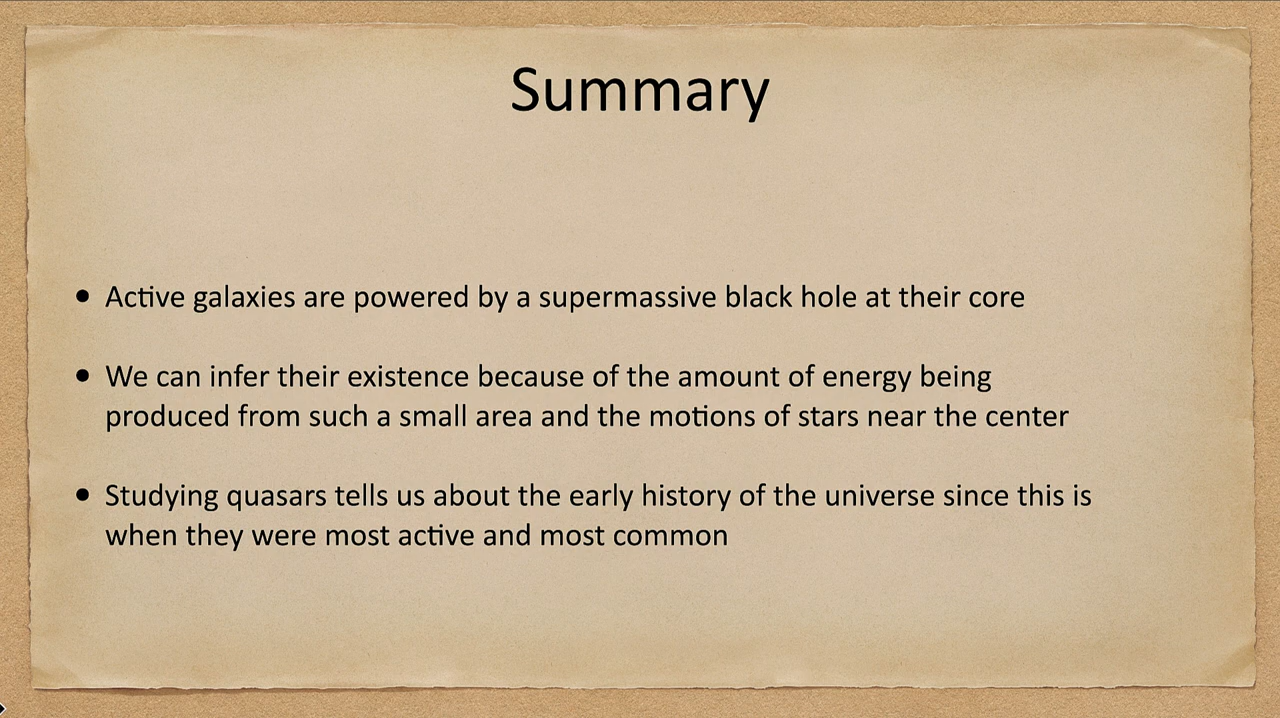 Summary
• Active galaxies are powered by a supermassive black hole at their core
• We can infer their existence because of the amount of energy being
produced from such a small area and the motions of stars near the center
• Studying quasars tells us about the early history of the universe since this is
when they were most active and most common